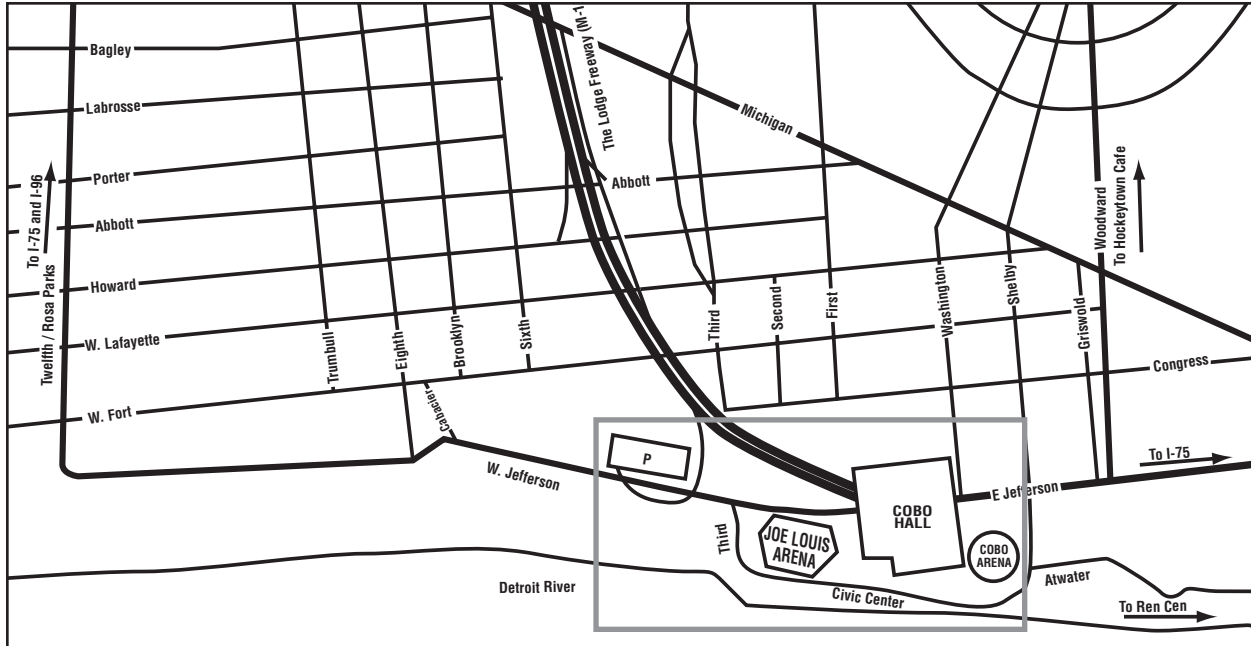 Bagley
Labrosse
Porter
Abbott
Howard
W. Lafayette
W. Fort
Twelfth / Rosa Parks
To I-75 and I-96
Trumbull
Eighth
Brooklyn
Sixth
Cabacier
The Lodge Freeway (M-1
Abbott
Michigan
Third
Second
First
Washington
Shelby
Griswold
Woodward
To Hockeytown Cafe
Congress
To I-75
E Jefferson
W. Jefferson
P
COBO
HALL
JOE LOUIS
ARENA
COBO
ARENA
Third
Civic Center
Atwater
Detroit River
To Ren Cen